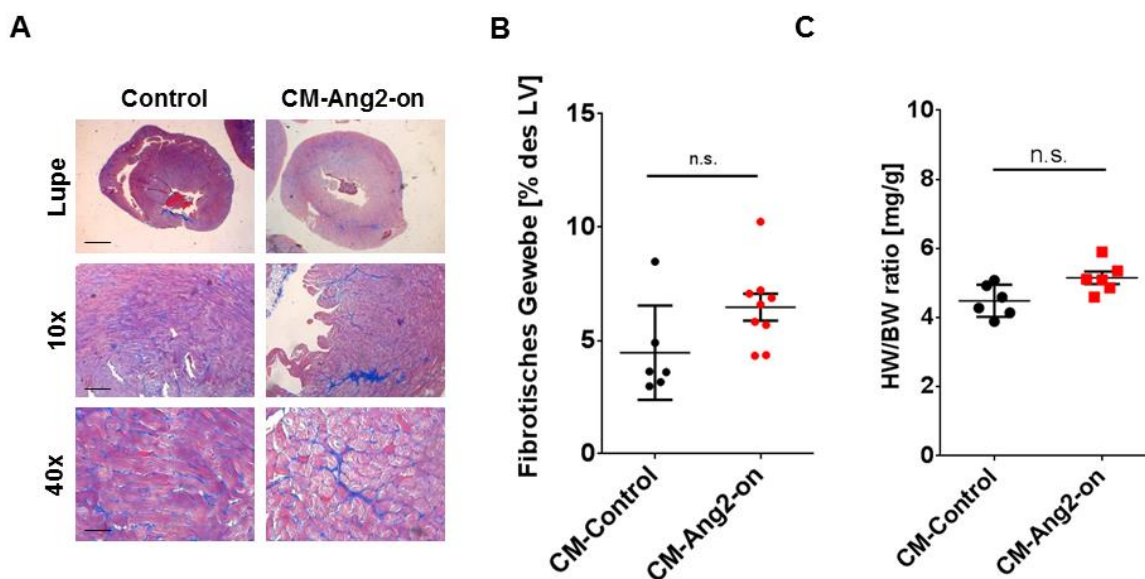 A
Control CM-Ang2-on
Lupe
10x
40x
B
Fibrotisches Gewebe [% des LV]
15
10
5
0
n.s.
CM-Control
CM-Ang2-on
C
HW/BW ratio [mg/g]
10
8
6
4
2
0
n.s.
CM-Control
CM-Ang2-on